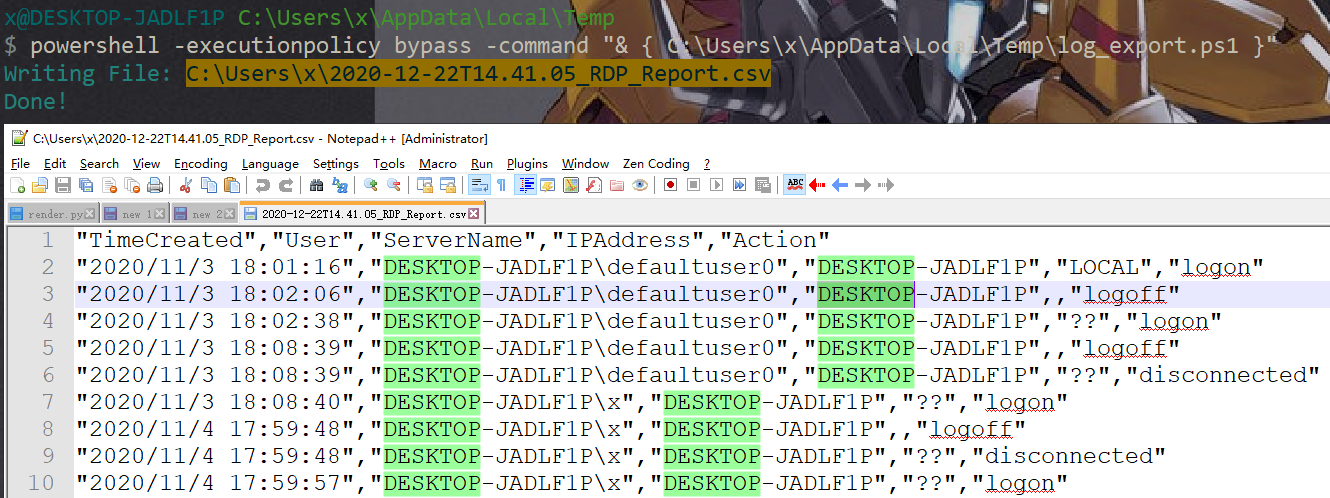 x@DESKTOP-JADLF1P C:\Users\x\AppData\Local\Temp
$ powershell -executionpolicy bypass -command "& { C:\Users\x\AppData\Local\Temp\log_export.ps1 }"
Writing File: C:\Users\x\2020-12-22T14.41.05_RDP_Report.csv
Done!
C:\Users\x\2020-12-22T14.41.05_RDP_Report.csv - Notepad++ [Administrator]
File Edit Search View Encoding Language Settings Tools Macro Run Plugins Window Zen Coding ?
ABC
render.py new 1 new 2 2020-12-22T14.41.05_RDP_Report.csv
1 "TimeCreated","User","ServerName","IPAddress","Action"
2 "2020/11/3 18:01:16","DESKTOP-JADLF1P\defaultuser0","DESKTOP-JADLF1P","LOCAL","logon"
3 "2020/11/3 18:02:06","DESKTOP-JADLF1P\defaultuser0","DESKTOP-JADLF1P",,"logoff"
4 "2020/11/3 18:02:38","DESKTOP-JADLF1P\defaultuser0","DESKTOP-JADLF1P","??","logon"
5 "2020/11/3 18:08:39","DESKTOP-JADLF1P\defaultuser0","DESKTOP-JADLF1P",,"logoff"
6 "2020/11/3 18:08:39","DESKTOP-JADLF1P\defaultuser0","DESKTOP-JADLF1P","??","disconnected"
7 "2020/11/3 18:08:40","DESKTOP-JADLF1P\x","DESKTOP-JADLF1P","??","logon"
8 "2020/11/4 17:59:48","DESKTOP-JADLF1P\x","DESKTOP-JADLF1P",,"logoff"
9 "2020/11/4 17:59:48","DESKTOP-JADLF1P\x","DESKTOP-JADLF1P","??","disconnected"
10 "2020/11/4 17:59:57","DESKTOP-JADLF1P\x","DESKTOP-JADLF1P","??","logon"